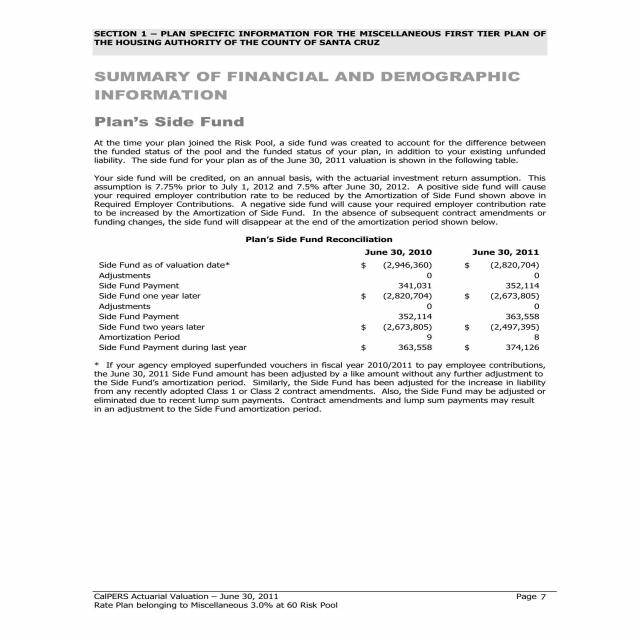 SECTION 1 – PLAN SPECIFIC INFORMATION FOR THE MISCELLANEOUS FIRST TIER PLAN OF
THE HOUSING AUTHORITY OF THE COUNTY OF SANTA CRUZ
SUMMARY OF FINANCIAL AND DEMOGRAPHIC
INFORMATION
Plan's Side Fund
At the time your plan joined the Risk Pool, a side fund was created to account for the difference between
the funded status of the pool and the funded status of your plan, in addition to your existing unfunded
liability. The side fund for your plan as of the June 30, 2011 valuation is shown in the following table.
Your side fund will be credited, on an annual basis, with the actuarial investment return assumption. This
assumption is 7.75% prior to July 1, 2012 and 7.5% after June 30, 2012. A positive side fund will cause
your required employer contribution rate to be reduced by the Amortization of Side Fund shown above in
Required Employer Contributions. A negative side fund will cause your required employer contribution rate
to be increased by the Amortization of Side Fund. In the absence of subsequent contract amendments or
funding changes, the side fund will disappear at the end of the amortization period shown below.
Plan's Side Fund Reconciliation
June 30, 2010 June 30, 2011
Side Fund as of valuation date* $ (2,946,360) $ (2,820,704)
Adjustments 0 0
Side Fund Payment 341,031 352,114
Side Fund one year later $ (2,820,704) $ (2,673,805)
Adjustments 0 0
Side Fund Payment 352,114 363,558
Side Fund two years later $ (2,673,805) $ (2,497,395)
Amortization Period 9 8
Side Fund Payment during last year $ 363,558 $ 374,126
* If your agency employed superfunded vouchers in fiscal year 2010/2011 to pay employee contributions,
the June 30, 2011 Side Fund amount has been adjusted by a like amount without any further adjustment to
the Side Fund's amortization period. Similarly, the Side Fund has been adjusted for the increase in liability
from any recently adopted Class 1 or Class 2 contract amendments. Also, the Side Fund may be adjusted or
eliminated due to recent lump sum payments. Contract amendments and lump sum payments may result
in an adjustment to the Side Fund amortization period.
CalPERS Actuarial Valuation – June 30, 2011 Page 7
Rate Plan belonging to Miscellaneous 3.0% at 60 Risk Pool